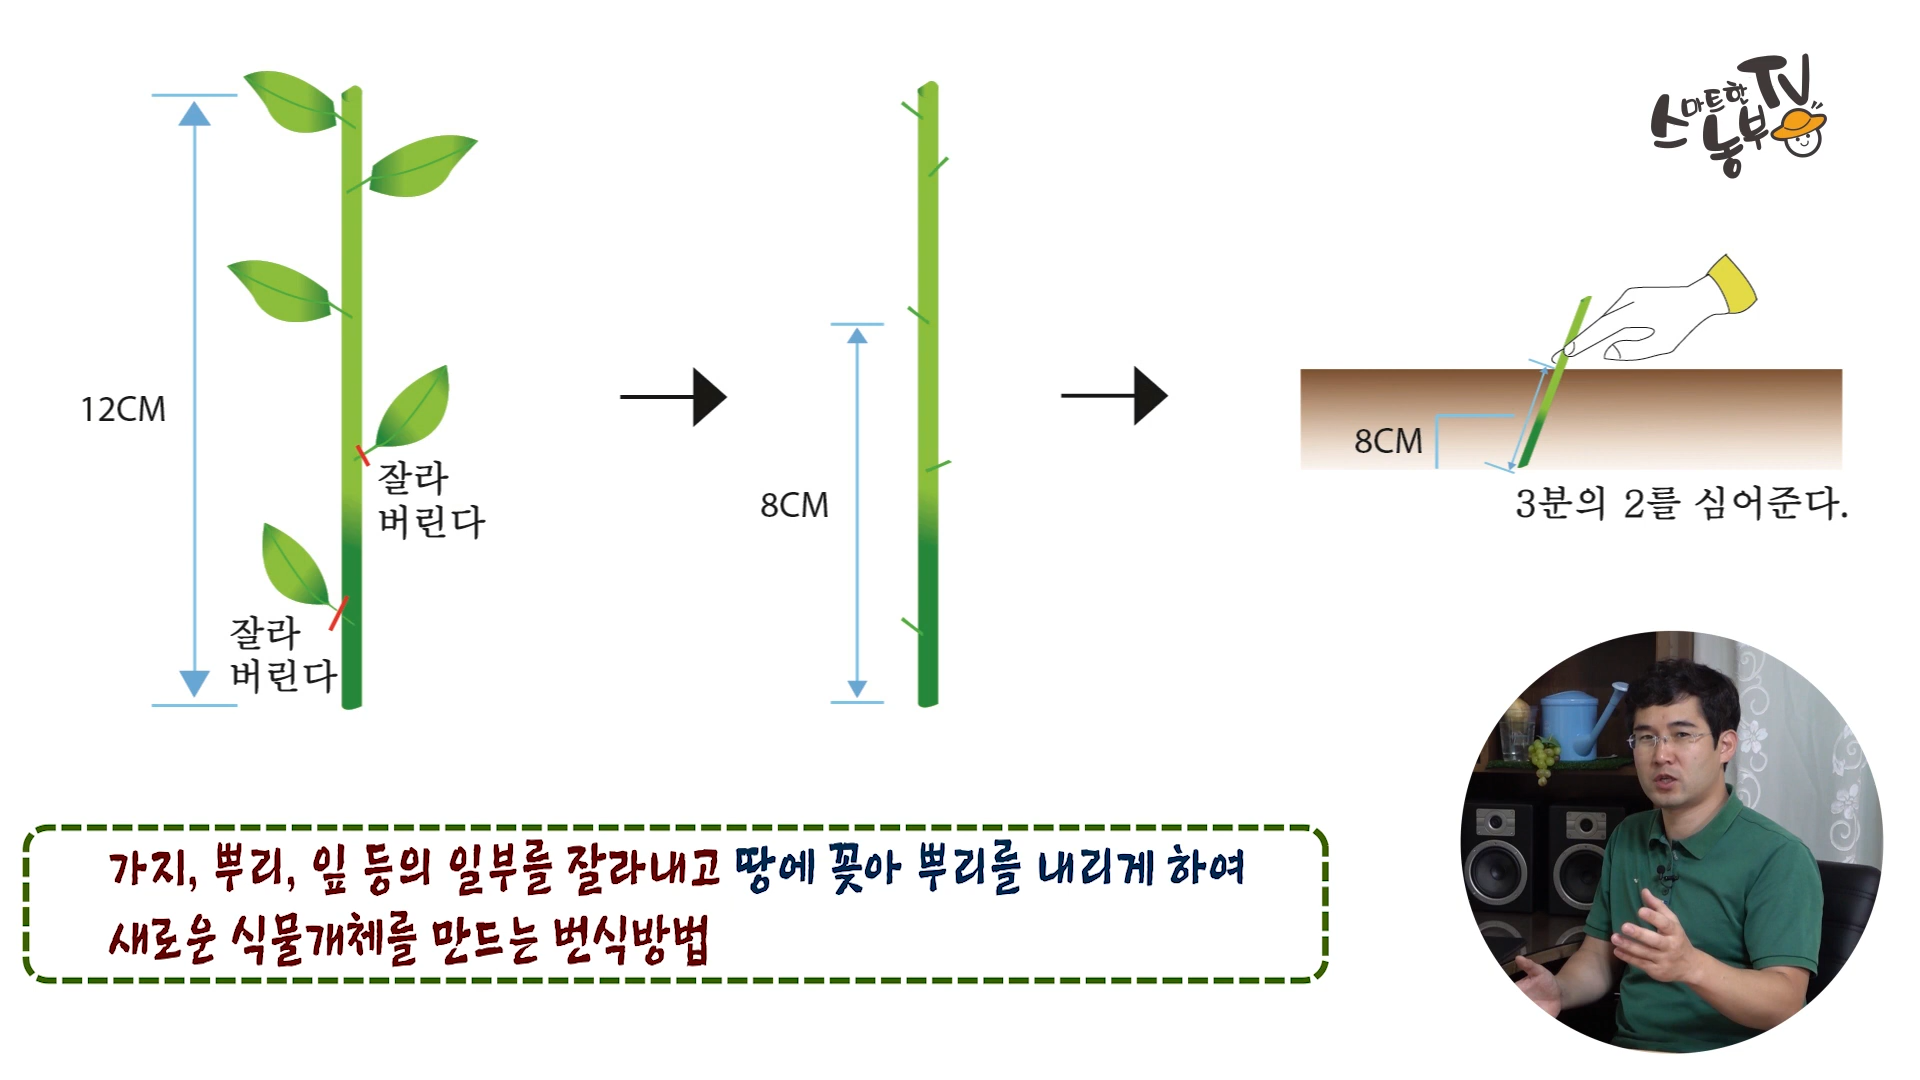 스마트한 TV
농부
12CM
잘라
버린다
잘라
버린다
8CM
8CM
3분의 2를 심어준다.
가지, 뿌리, 잎 등의 일부를 잘라내고 땅에 꽂아 뿌리를 내리게 하여
새로운 식물개체를 만드는 번식방법